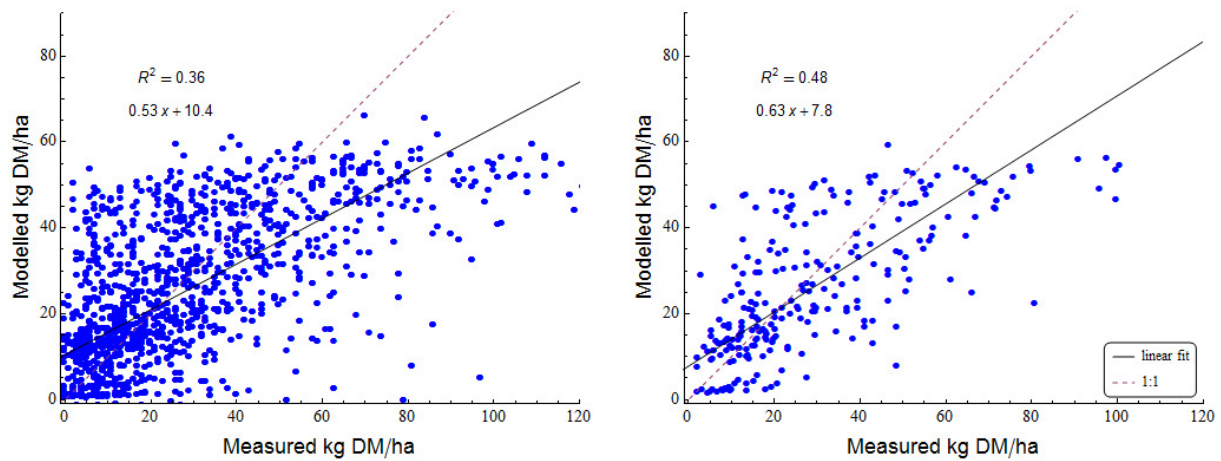 80
60
40
20
0
Modelled kg DM/ha
R² = 0.36
0.53 x + 10.4
0 20 40 60 80 100 120
Measured kg DM/ha
80
60
40
20
0
Modelled kg DM/ha
R² = 0.48
0.63 x + 7.8
linear fit
1:1
0 20 40 60 80 100 120
Measured kg DM/ha